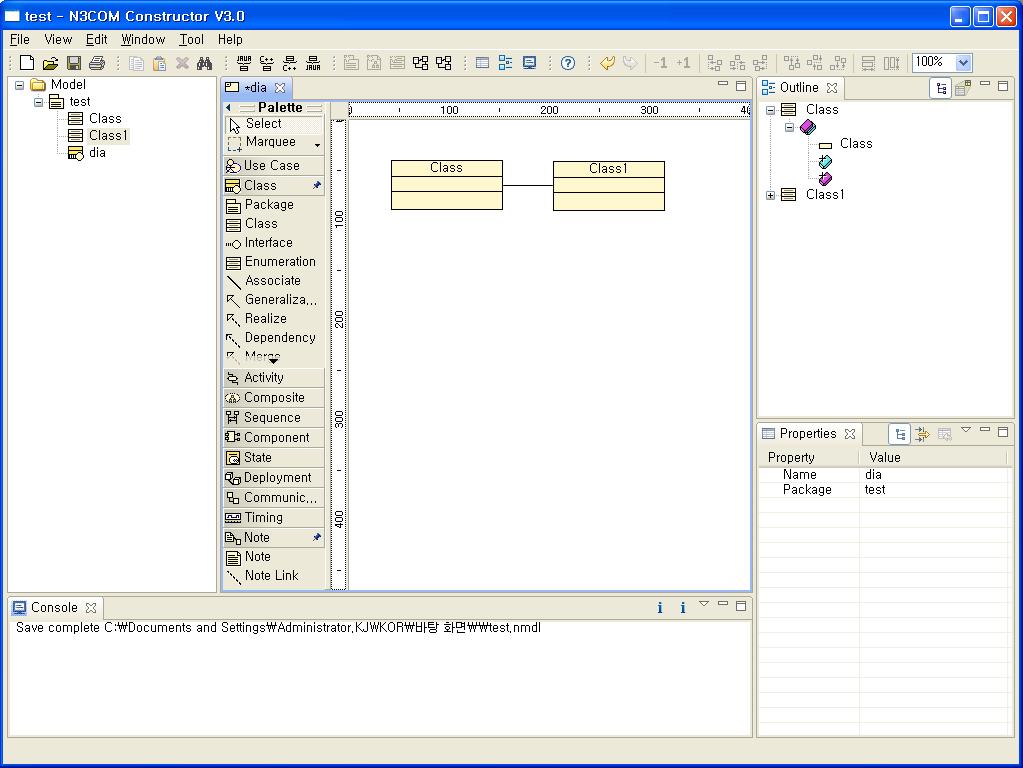 test - N3COM Constructor V3.0
File View Edit Window Tool Help
100%
Model
test
Class
Class1
dia
*dia
Palette
Select
Marquee
Use Case
Class
Package
Class
Interface
Enumeration
Associate
Generaliza...
Realize
Dependency
Merge
Activity
Composite
Sequence
Component
State
Deployment
Communic...
Timing
Note
Note
Note Link
0 100 200 300 40
100
200
300
400
Class
Class1
Outline
Class
Class
Class1
Properties
Property Value
Name dia
Package test
Console
Save complete C:₩Documents and Settings₩Administrator.KJ₩KOR₩바탕 화면₩₩test.nmdl